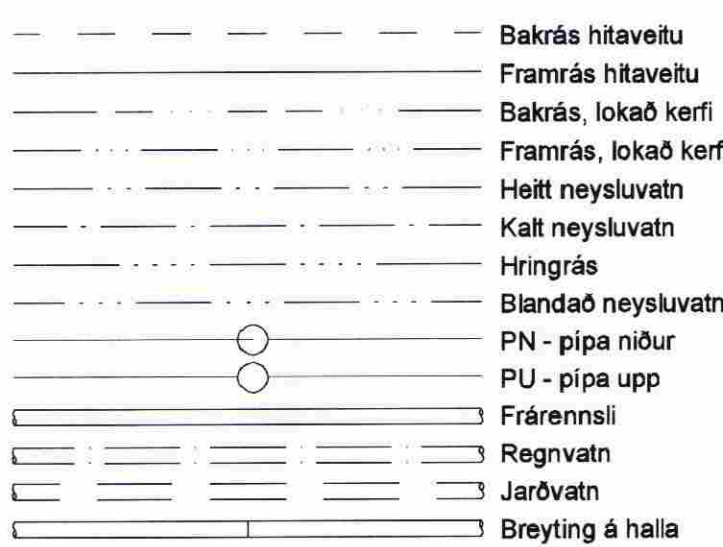 Bakrás hitaveitu
Framrás hitaveitu
Bakrás, lokað kerfi
Framrás, lokað kerf
Heitt neysluvatn
Kalt neysluvatn
Hringrás
Blandað neysluvatn
PN - pípa niður
PU - pípa upp
Frárennsli
Regnvatn
Jarðvatn
Breyting á halla